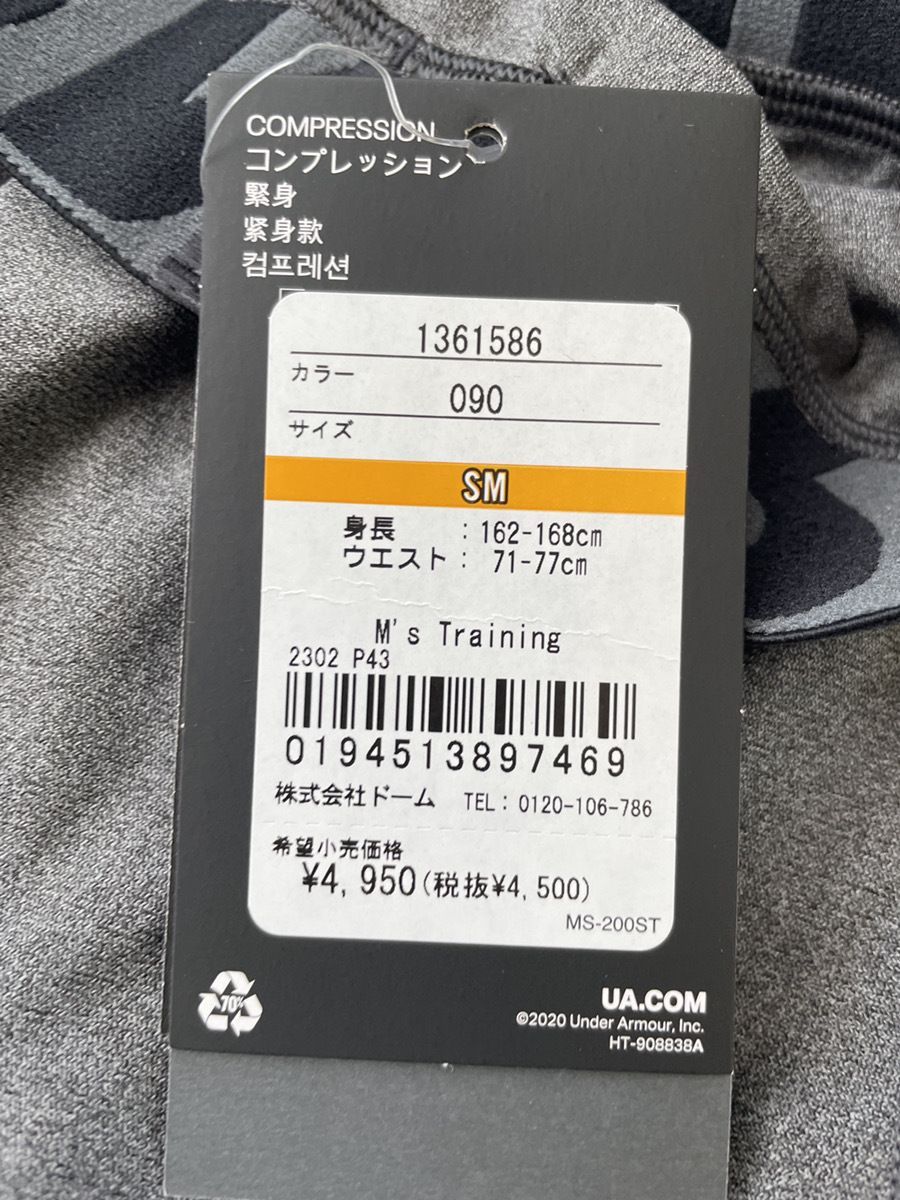 COMPRESSION
コンプレッション
緊身
紧身款
컴프레션
1361586
カラー
090
サイズ
SM
身長 : 162-168cm
ウエスト : 71-77cm
M's Training
2302 P43
0194513897469
株式会社ドーム TEL: 0120-106-786
希望小売価格
¥4,950(税抜¥4,500)
MS-200ST
70%
UA.COM
©2020 Under Armour, Inc.
HT-908838A